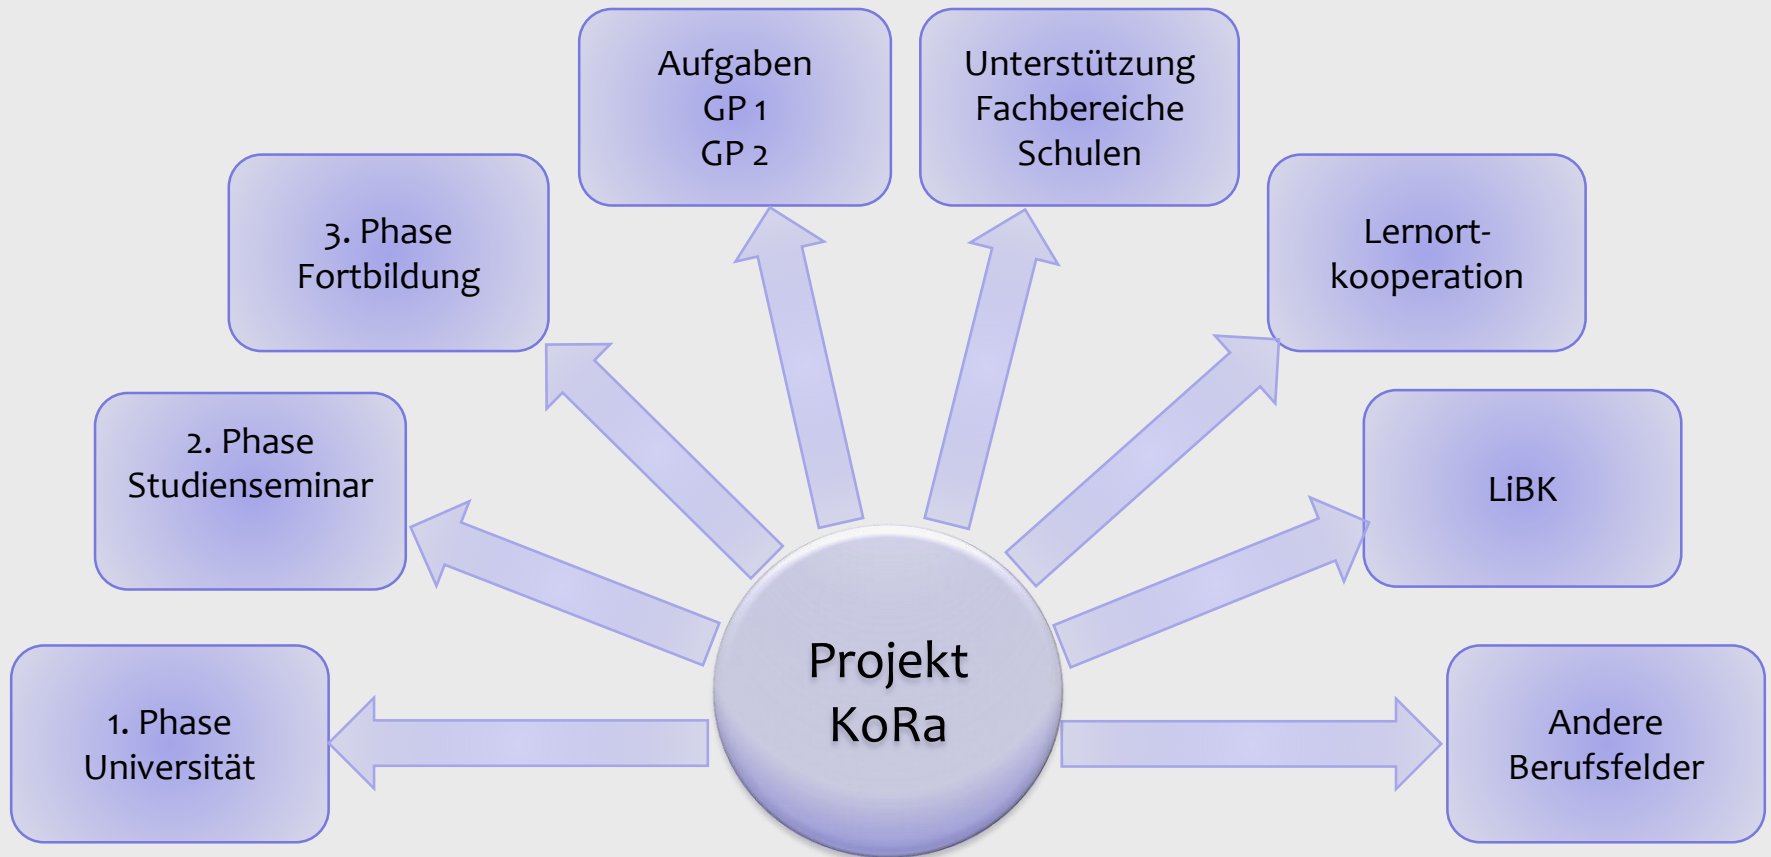 Aufgaben
GP 1
GP 2
Unterstützung
Fachbereiche
Schulen
3. Phase
Fortbildung
Lernort-
kooperation
2. Phase
Studienseminar
LiBK
1. Phase
Universität
Projekt
KoRa
Andere
Berufsfelder